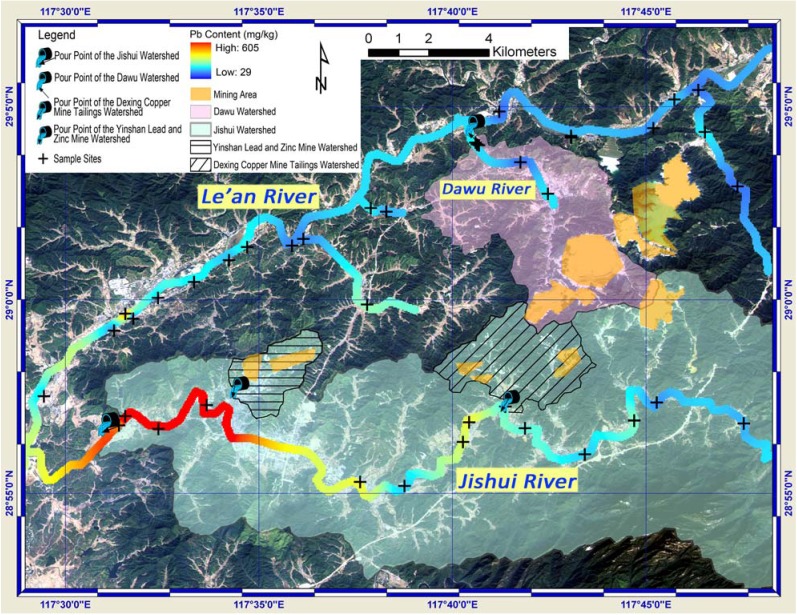 117°30'0"E
117°35'0"E
117°40'0"E
117°45'0"E
Legend
Pour Point of the Jishui Watershed
Pour Point of the Dawu Watershed
Pour Point of the Dexing Copper
Mine Tailings Watershed
Pour Point of the Yinshan Lead and
Zinc Mine Watershed
Sample Sites
Pb Content (mg/kg)
High: 605
Low: 29
Mining Area
Dawu Watershed
Jishui Watershed
Yinshan Lead and Zinc Mine Watershed
Dexing Copper Mine Tailings Watershed
N
0 1 2 4
Kilometers
29°5'0"N
29°5'0"N
Le'an River
Dawu River
29°0'0"N
29°0'0"N
Jishui River
28°55'0"N
28°55'0"N
117°30'0"E
117°35'0"E
117°40'0"E
117°45'0"E